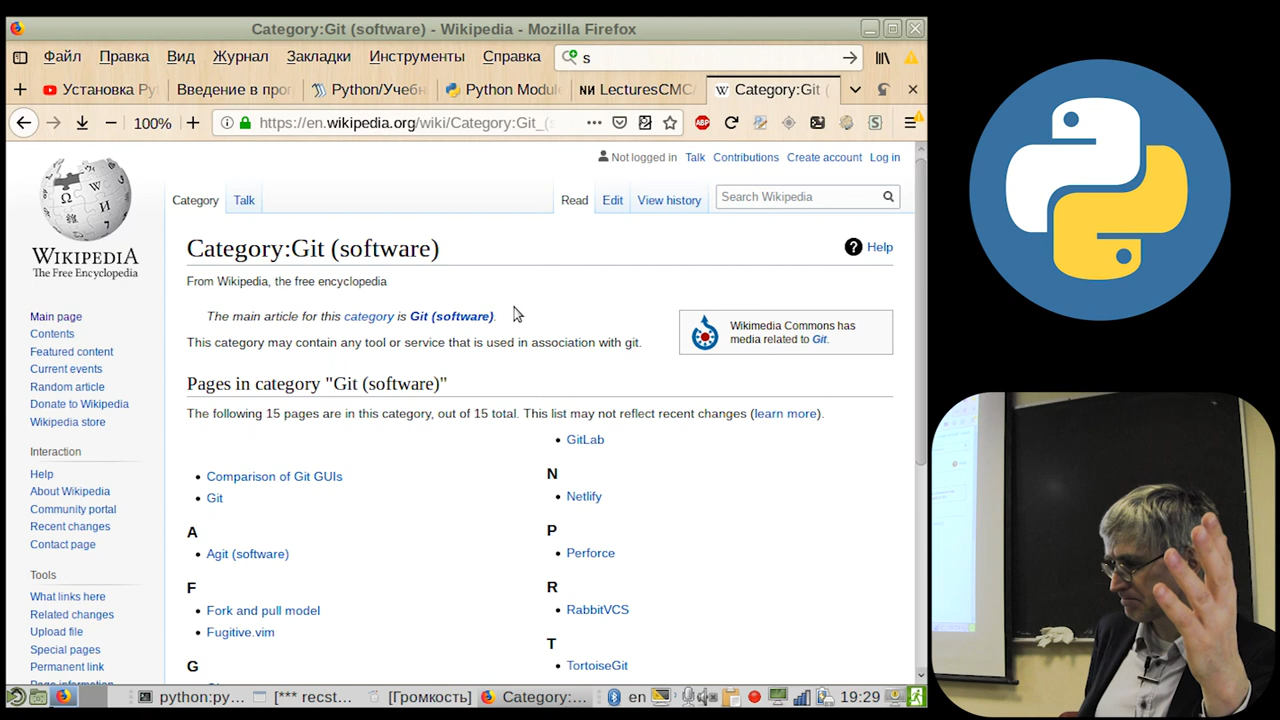 Category:Git (software) - Wikipedia - Mozilla Firefox
Файл Правка Вид Журнал Закладки Инструменты Справка s
Установка Py Введение в прог Python/Учебн Python Module LecturesCMC/ Category:Git (
100% https://en.wikipedia.org/wiki/Category:Git_(s
Not logged in Talk Contributions Create account Log in
Category Talk Read Edit View history Search Wikipedia
WIKIPEDIA
The Free Encyclopedia
Main page
Contents
Featured content
Current events
Random article
Donate to Wikipedia
Wikipedia store
Interaction
Help
About Wikipedia
Community portal
Recent changes
Contact page
Tools
What links here
Related changes
Upload file
Special pages
Permanent link
Page information
Category:Git (software)
Help
From Wikipedia, the free encyclopedia
The main article for this category is Git (software).
Wikimedia Commons has
media related to Git.
This category may contain any tool or service that is used in association with git.
Pages in category "Git (software)"
The following 15 pages are in this category, out of 15 total. This list may not reflect recent changes (learn more).
Comparison of Git GUIs
Git
A
Agit (software)
F
Fork and pull model
Fugitive.vim
G
GitLab
N
Netlify
P
Perforce
R
RabbitVCS
T
TortoiseGit
python:py... [*** recst... [Громкость] Category:... en 19:29